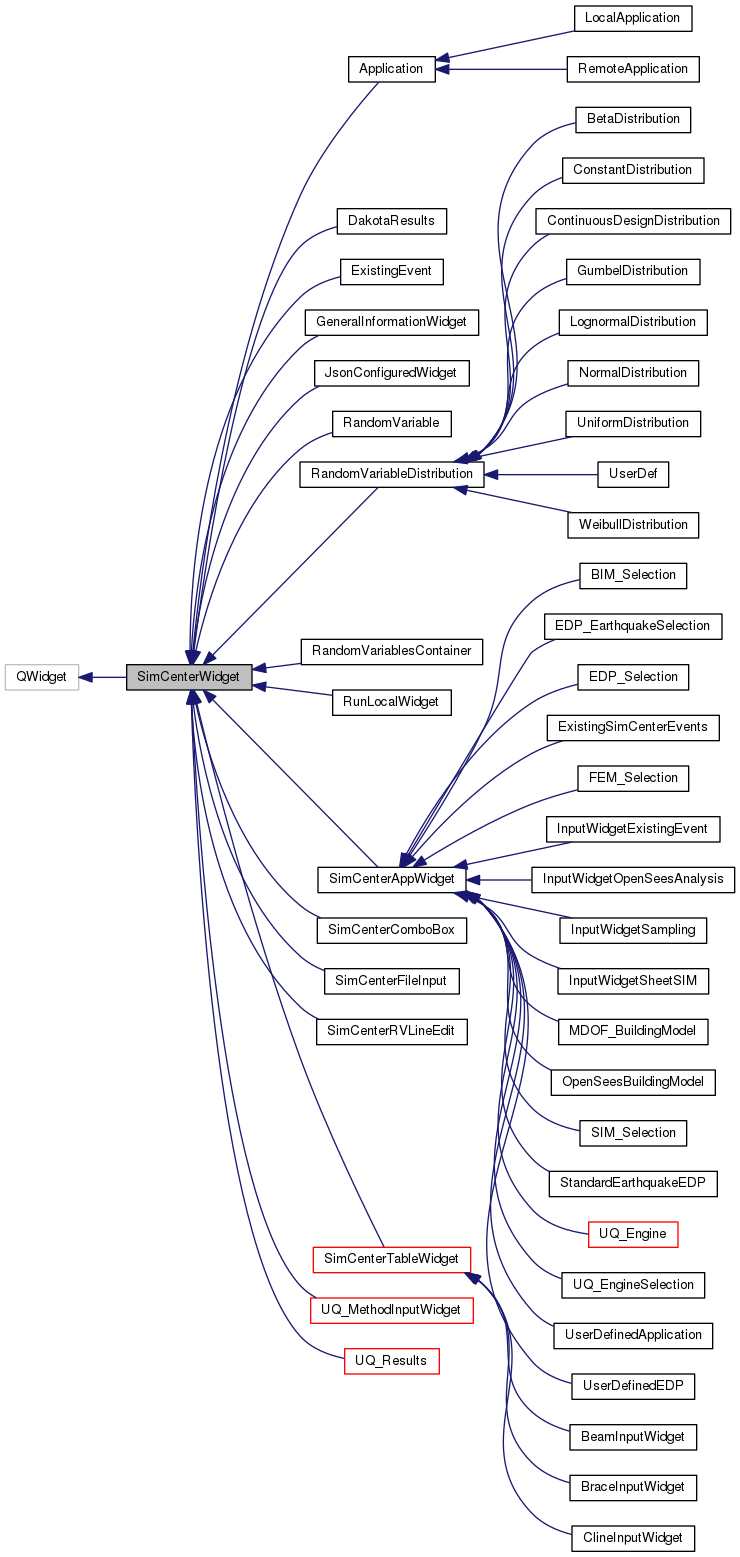 LocalApplication
Application
RemoteApplication
BetaDistribution
ConstantDistribution
DakotaResults
ContinuousDesignDistribution
ExistingEvent
GumbelDistribution
GeneralInformationWidget
LognormalDistribution
JsonConfiguredWidget
NormalDistribution
RandomVariable
UniformDistribution
RandomVariableDistribution
UserDef
WeibullDistribution
BIM_Selection
EDP_EarthquakeSelection
RandomVariablesContainer
QWidget
SimCenterWidget
EDP_Selection
RunLocalWidget
ExistingSimCenterEvents
FEM_Selection
InputWidgetExistingEvent
SimCenterAppWidget
InputWidgetOpenSeesAnalysis
SimCenterComboBox
InputWidgetSampling
SimCenterFileInput
InputWidgetSheetSIM
SimCenterRVLineEdit
MDOF_BuildingModel
OpenSeesBuildingModel
SIM_Selection
StandardEarthquakeEDP
UQ_Engine
SimCenterTableWidget
UQ_EngineSelection
UQ_MethodInputWidget
UserDefinedApplication
UQ_Results
UserDefinedEDP
BeamInputWidget
BraceInputWidget
ClineInputWidget